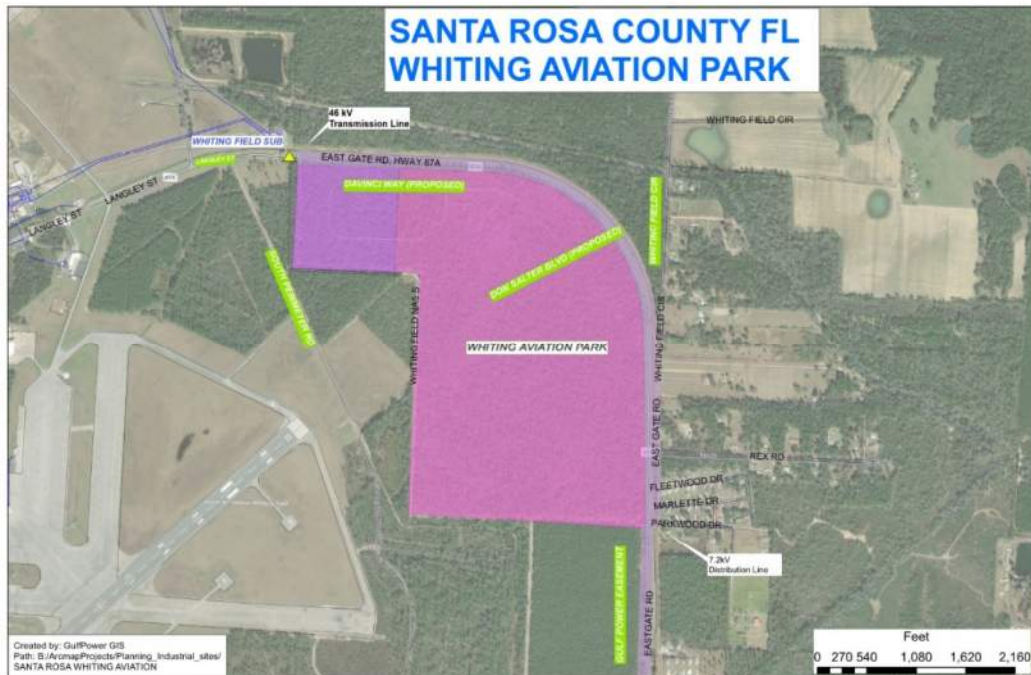 SANTA ROSA COUNTY FL
WHITING AVIATION PARK
46 kV
Transmission Line
WHITING FIELD CIR
WHITING FIELD SUB
LANGLEY ST
EAST GATE RD, HWY 87A
LANGLEY ST
DAVINCI WAY (PROPOSED)
LANGLEY ST
WHITING FIELD CIR
DON SALTER BLVD (PROPOSED)
SOUTH PERIMETER RD
WHITING FIELD NAS S
WHITING FIELD CIR
WHITING AVIATION PARK
EAST GATE RD
REX RD
FLEETWOOD DR
MARLETTE DR
PARKWOOD DR
7.2kV
Distribution Line
GULF POWER EASEMENT
EASTGATE RD
Created by: GulfPower GIS
Path: B:/ArcmapProjects/Planning_Industrial_sites/
SANTA ROSA WHITING AVIATION
Feet
0 270 540 1,080 1,620 2,160